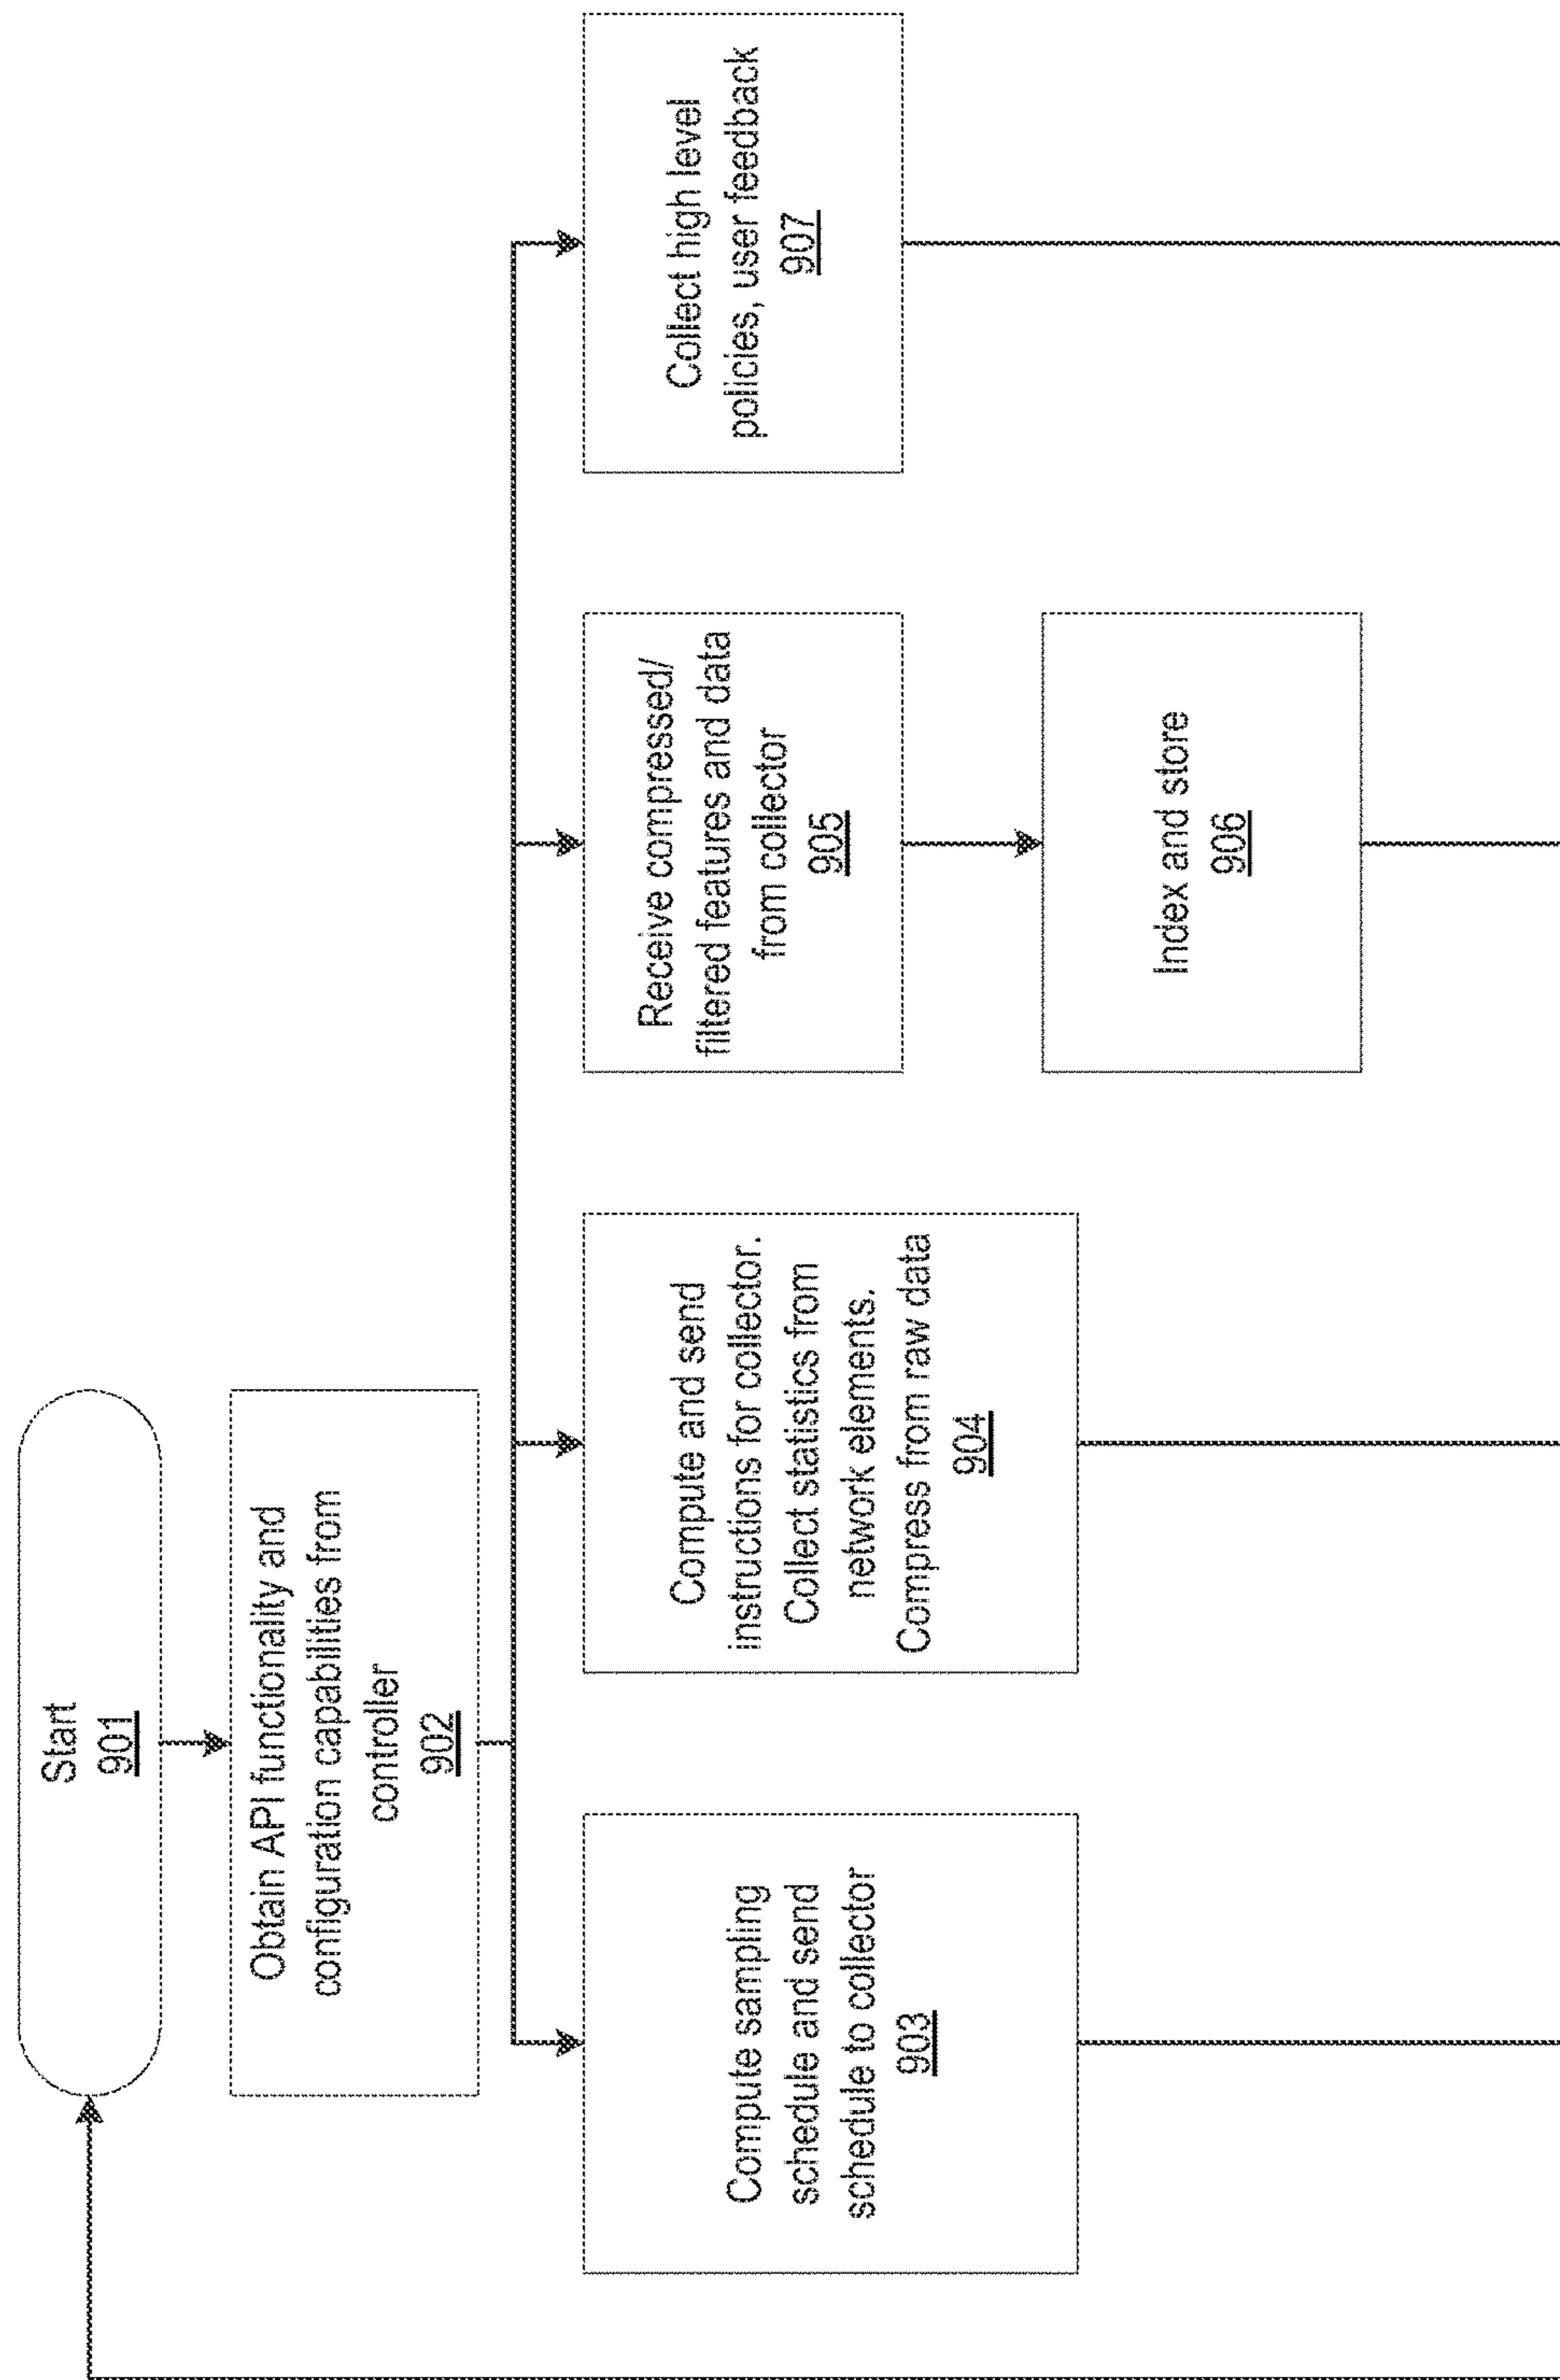 Start
901
Obtain API functionality and
configuration capabilities from
controller
902
Compute sampling
schedule and send
schedule to collector
903
Compute and send
instructions for collector.
Collect statistics from
network elements.
Compress from raw data
904
Receive compressed/
filtered features and data
from collector
905
Index and store
906
Collect high level
policies, user feedback
907